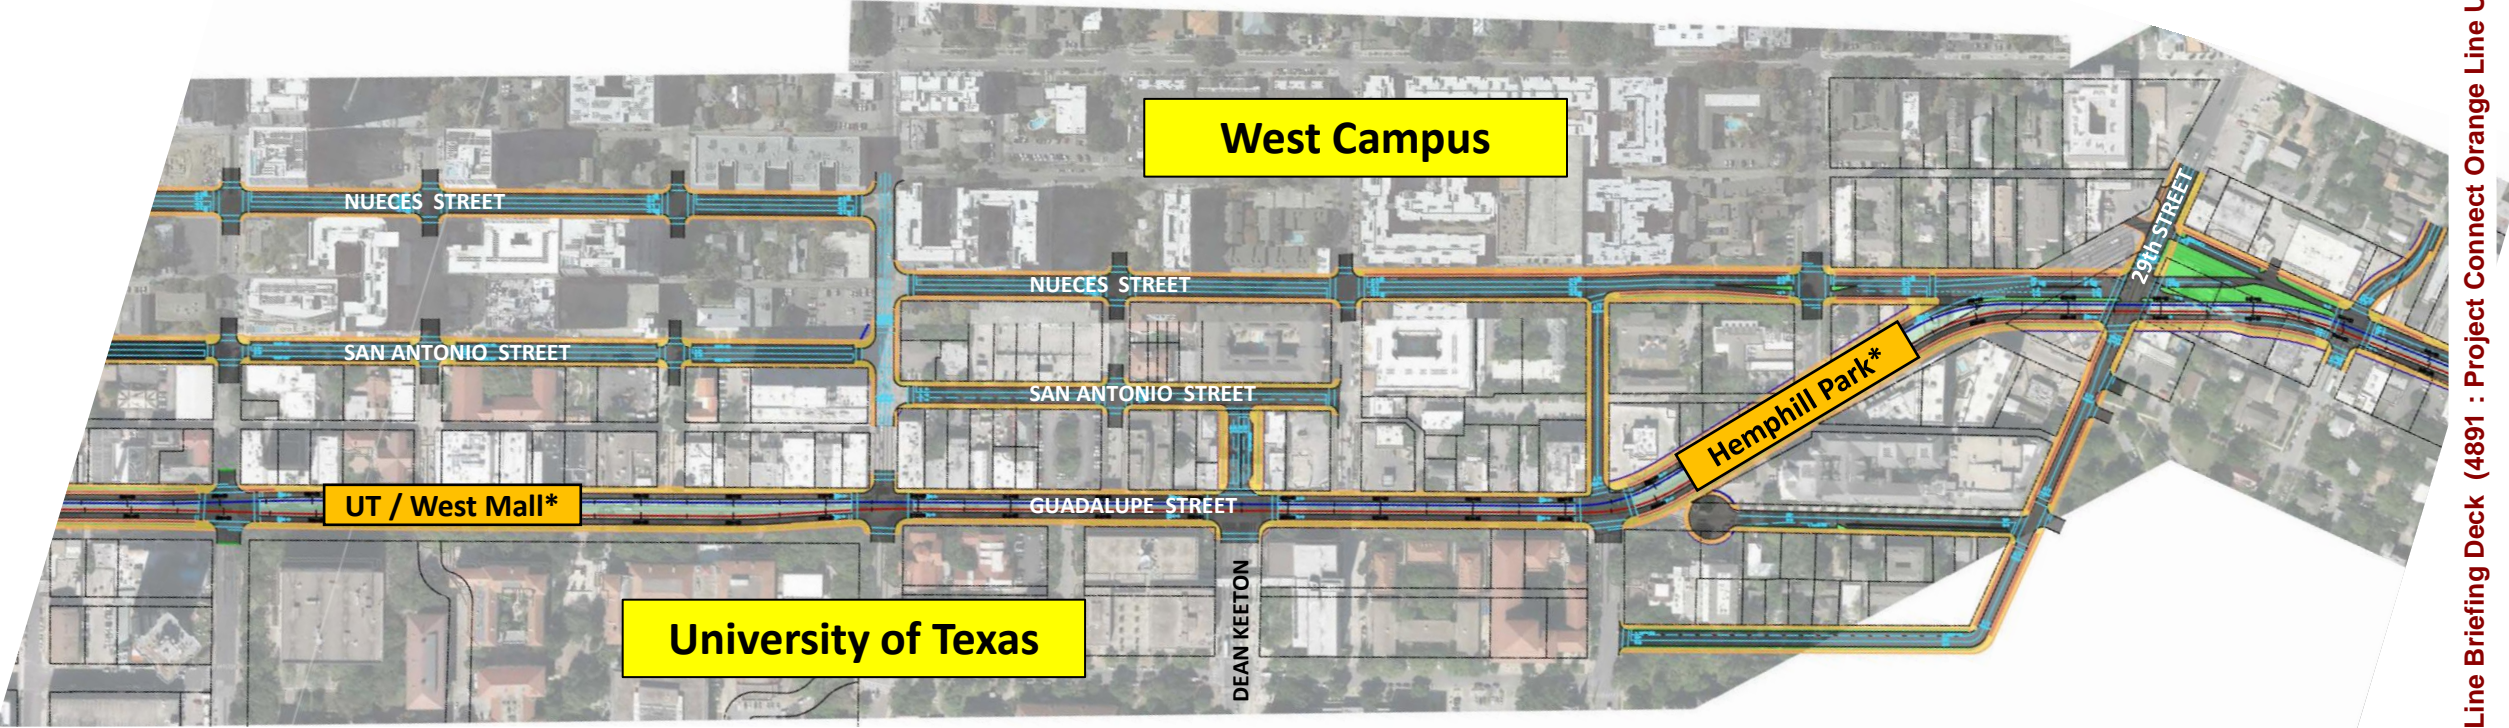 West Campus
NUECES STREET
29th STREET
NUECES STREET
SAN ANTONIO STREET
SAN ANTONIO STREET
Hemphill Park*
UT / West Mall*
GUADALUPE STREET
University of Texas
DEAN KEETON
Line Briefing Deck (4891 : Project Connect Orange Line U